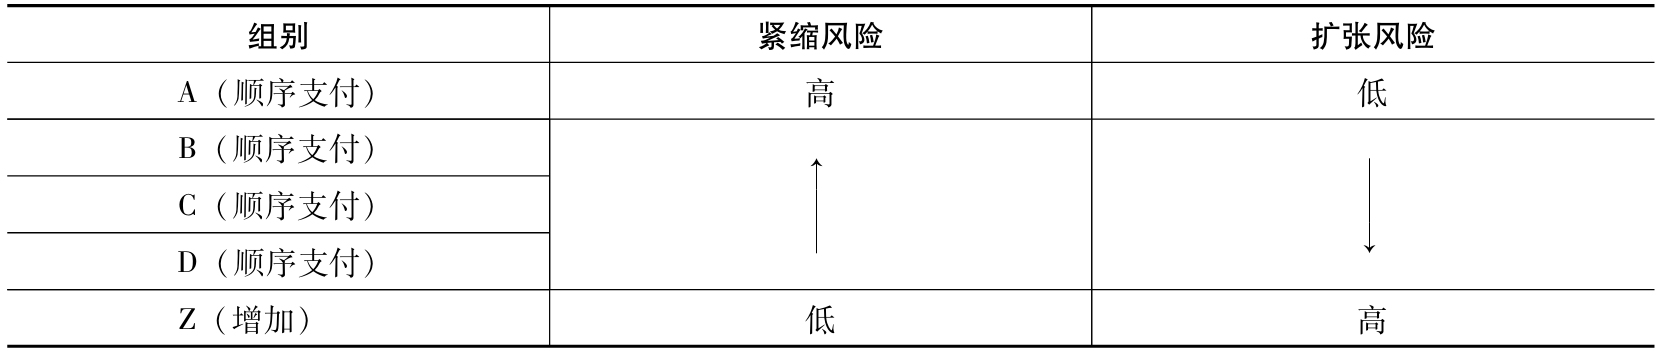 组别 紧缩风险 扩张风险
A（顺序支付） 高 低
B（顺序支付）
C（顺序支付）
D（顺序支付）
Z（增加） 低 高